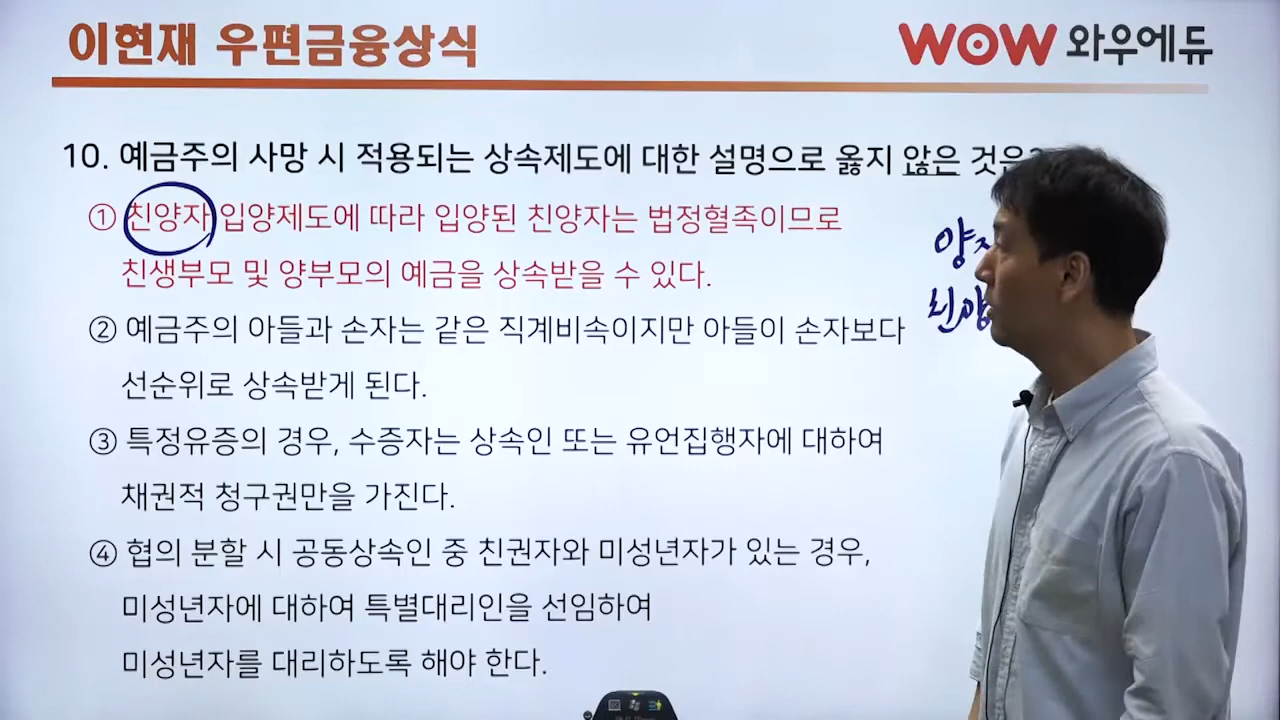 이현재 우편금융상식
WOW 와우에듀
10. 예금주의 사망 시 적용되는 상속제도에 대한 설명으로 옳지 않은 것은?
① 친양자 입양제도에 따라 입양된 친양자는 법정혈족이므로
친생부모 및 양부모의 예금을 상속받을 수 있다.
양
친양
② 예금주의 아들과 손자는 같은 직계비속이지만 아들이 손자보다
선순위로 상속받게 된다.
③ 특정유증의 경우, 수증자는 상속인 또는 유언집행자에 대하여
채권적 청구권만을 가진다.
④ 협의 분할 시 공동상속인 중 친권자와 미성년자가 있는 경우,
미성년자에 대하여 특별대리인을 선임하여
미성년자를 대리하도록 해야 한다.